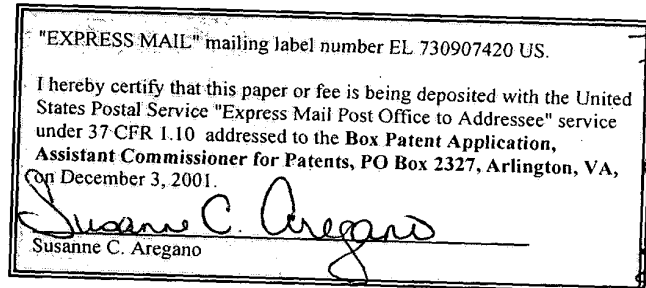 "EXPRESS MAIL" mailing label number EL 730907420 US.
I hereby certify that this paper or fee is being deposited with the United
States Postal Service "Express Mail Post Office to Addressee" service
under 37 CFR 1.10 addressed to the Box Patent Application,
Assistant Commissioner for Patents, PO Box 2327, Arlington, VA,
on December 3, 2001.
Susanne C. Aregano
Susanne C. Aregano